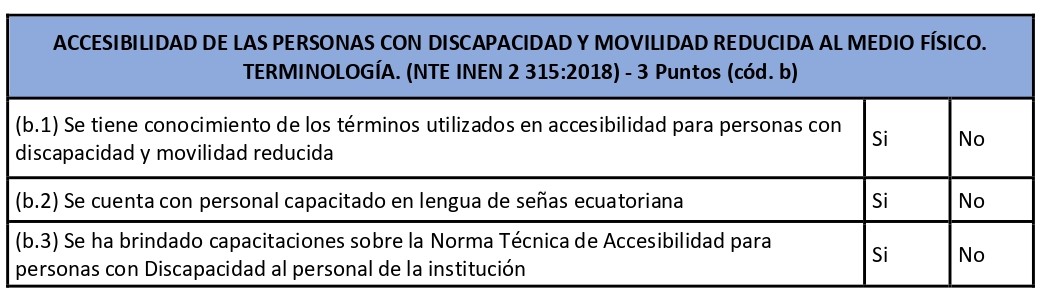 ACCESIBILIDAD DE LAS PERSONAS CON DISCAPACIDAD Y MOVILIDAD REDUCIDA AL MEDIO FÍSICO.
TERMINOLOGÍA. (NTE INEN 2 315:2018) - 3 Puntos (cód. b)
(b.1) Se tiene conocimiento de los términos utilizados en accesibilidad para personas con
discapacidad y movilidad reducida
Si
No
(b.2) Se cuenta con personal capacitado en lengua de señas ecuatoriana
Si
No
(b.3) Se ha brindado capacitaciones sobre la Norma Técnica de Accesibilidad para
personas con Discapacidad al personal de la institución
Si
No